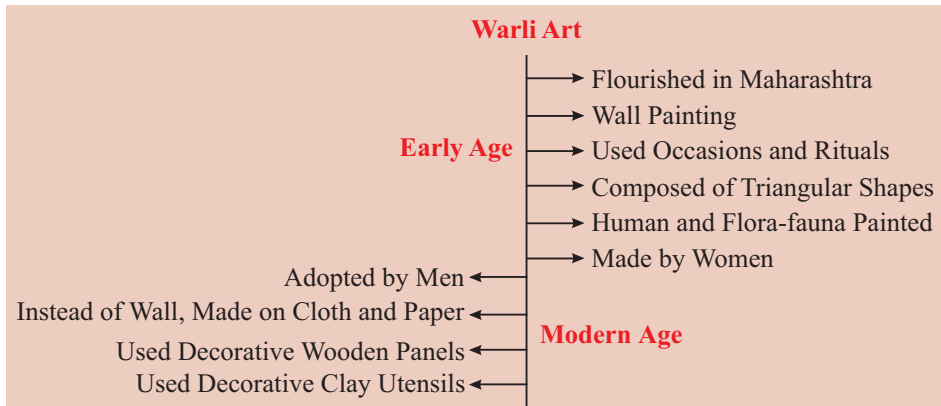 Warli Art
Flourished in Maharashtra
Wall Painting
Early Age
Used Occasions and Rituals
Composed of Triangular Shapes
Human and Flora-fauna Painted
Made by Women
Adopted by Men
Instead of Wall, Made on Cloth and Paper
Modern Age
Used Decorative Wooden Panels
Used Decorative Clay Utensils